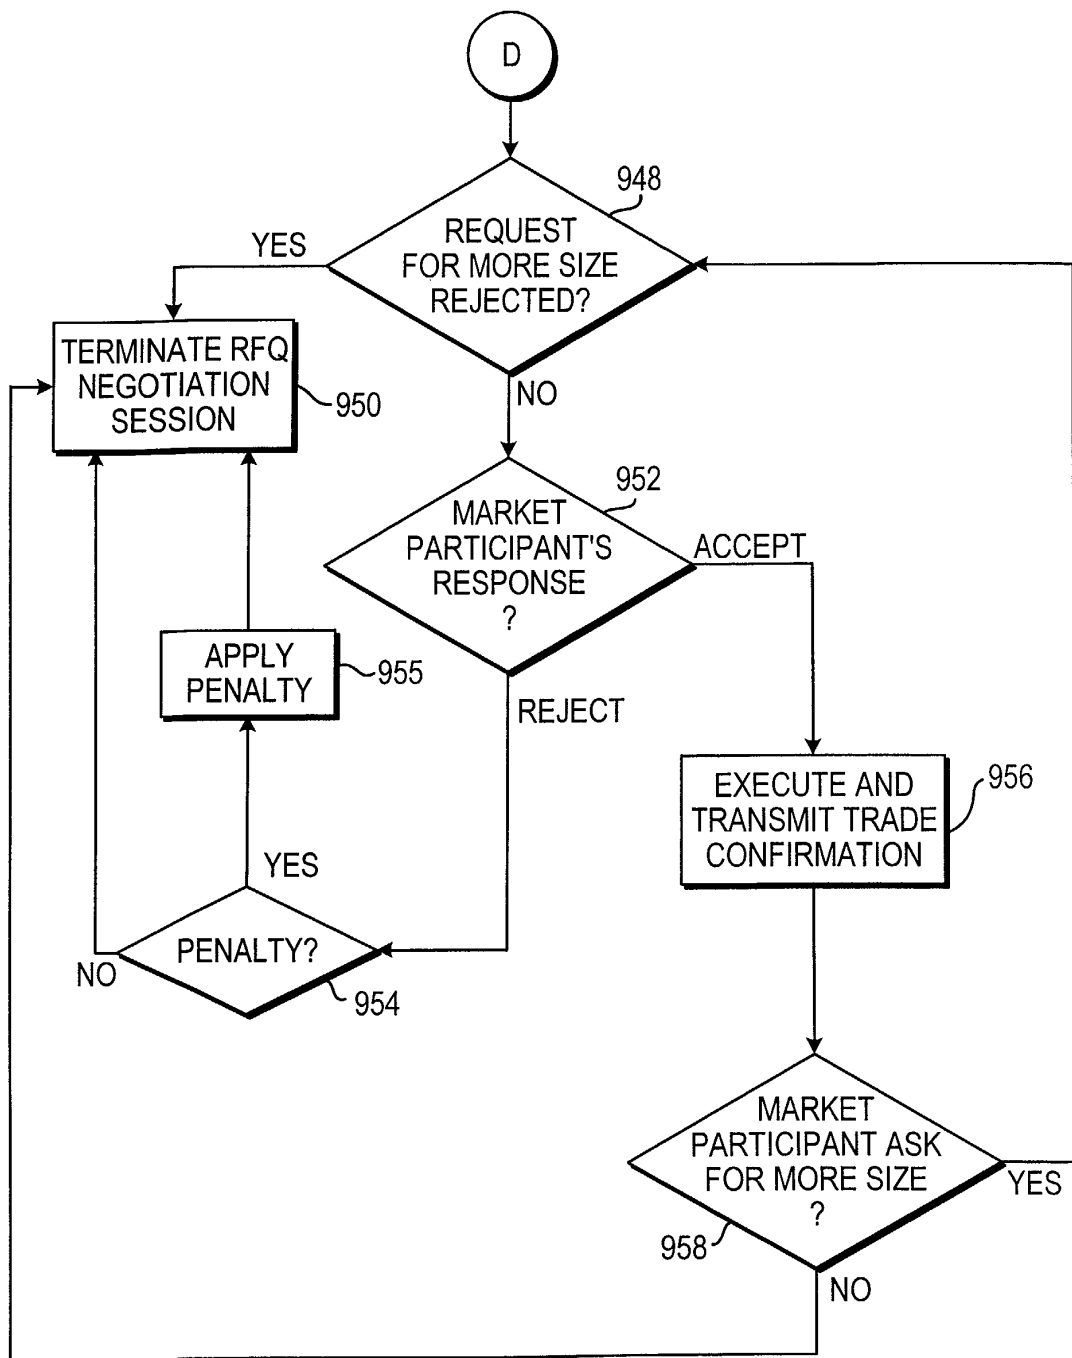 D
948
REQUEST
FOR MORE SIZE
REJECTED?
YES
NO
TERMINATE RFQ
NEGOTIATION
SESSION
950
952
MARKET
PARTICIPANT'S
RESPONSE
?
ACCEPT
REJECT
APPLY
PENALTY
955
EXECUTE AND
TRANSMIT TRADE
CONFIRMATION
956
YES
PENALTY?
NO
954
MARKET
PARTICIPANT ASK
FOR MORE SIZE
?
YES
958
NO